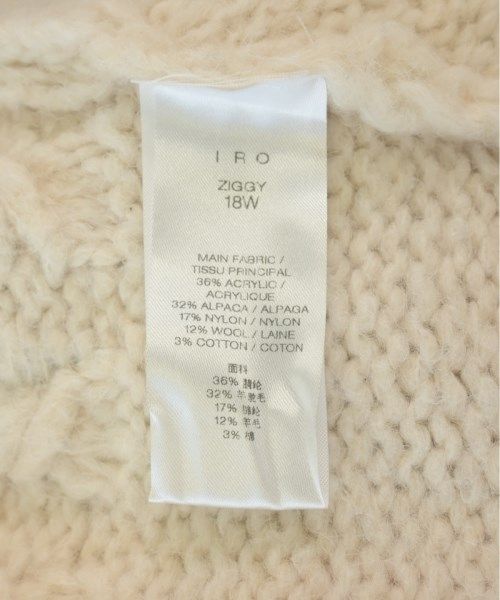 IRO
ZIGGY
18W
MAIN FABRIC /
TISSU PRINCIPAL
36% ACRYLIC /
ACRYLIQUE
32% ALPACA / ALPAGA
17% NYLON / NYLON
12% WOOL / LAINE
3% COTTON / COTON
面料
36% 腈纶
32% 羊驼毛
17% 锦纶
12% 羊毛
3% 棉